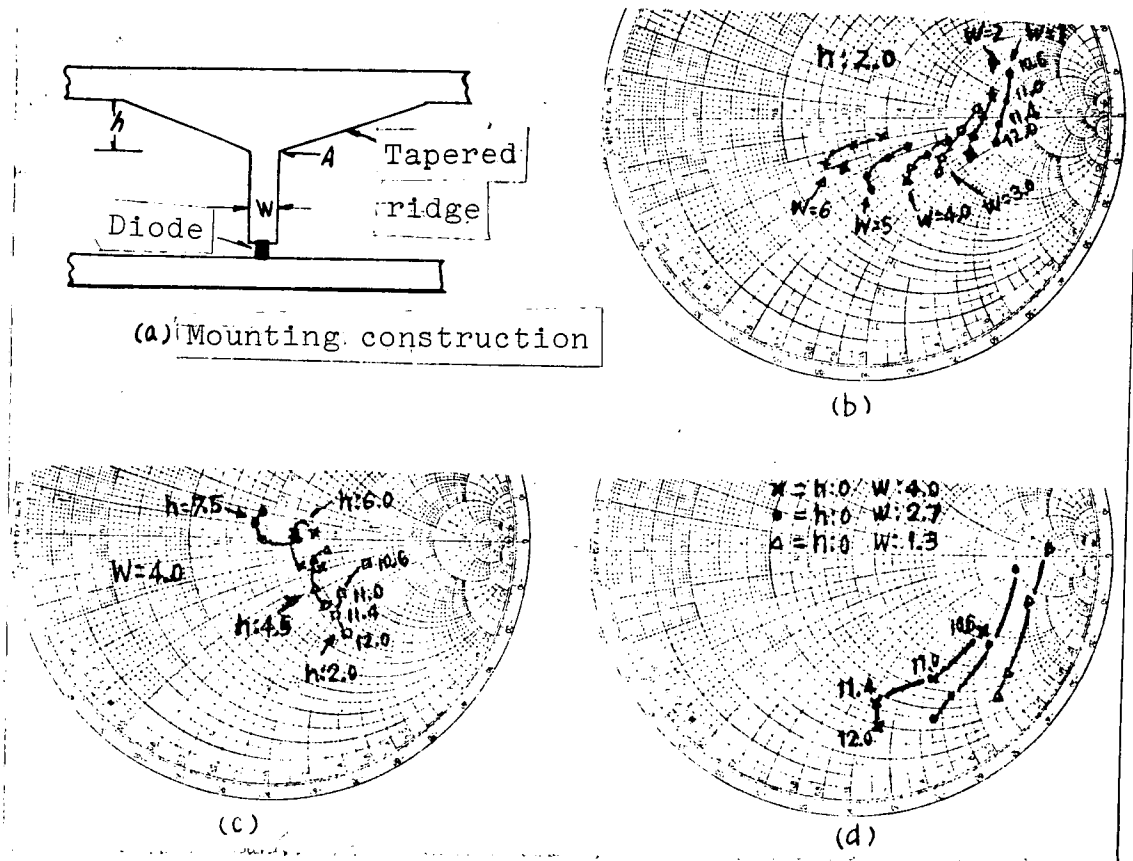 h
A
Tapered
ridge
W
Diode
(a) Mounting construction
h:2.0
W=2
W=1
10.6
11.0
11.4
12.0
W=6
W=5
W=4.0
W=3.0
(b)
h=7.5
h:6.0
W=4.0
10.6
11.0
11.4
12.0
h:4.5
h:2.0
(c)
x = h:0 W:4.0
● = h:0 W:2.7
△ = h:0 W:1.3
10.6
11.0
11.4
12.0
(d)